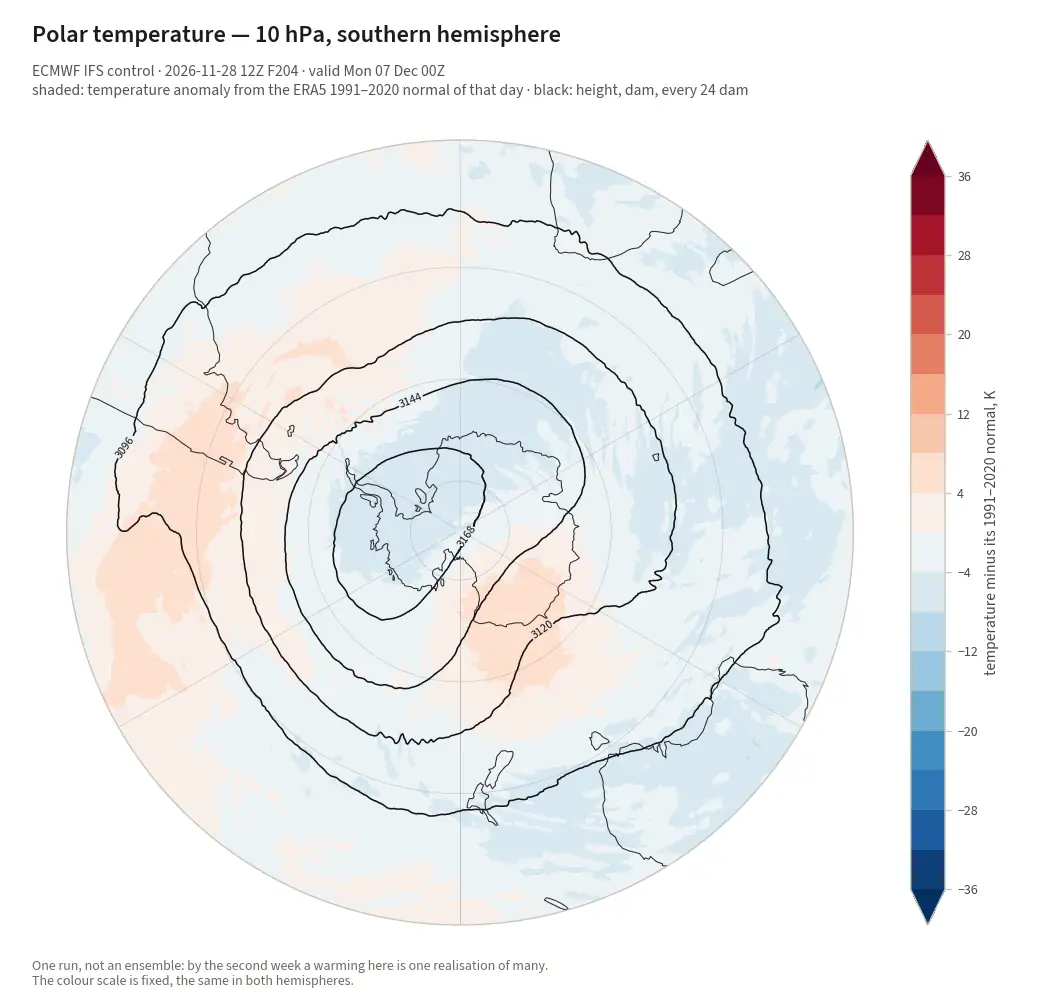 Polar temperature — 10 hPa, southern hemisphere
ECMWF IFS control · 2026-11-28 12Z F204 · valid Mon 07 Dec 00Z
shaded: temperature anomaly from the ERA5 1991–2020 normal of that day · black: height, dam, every 24 dam
36
28
20
12
4
−4
−12
−20
−28
−36
temperature minus its 1991–2020 normal, K
3144
3096
3168
3120
One run, not an ensemble: by the second week a warming here is one realisation of many.
The colour scale is fixed, the same in both hemispheres.